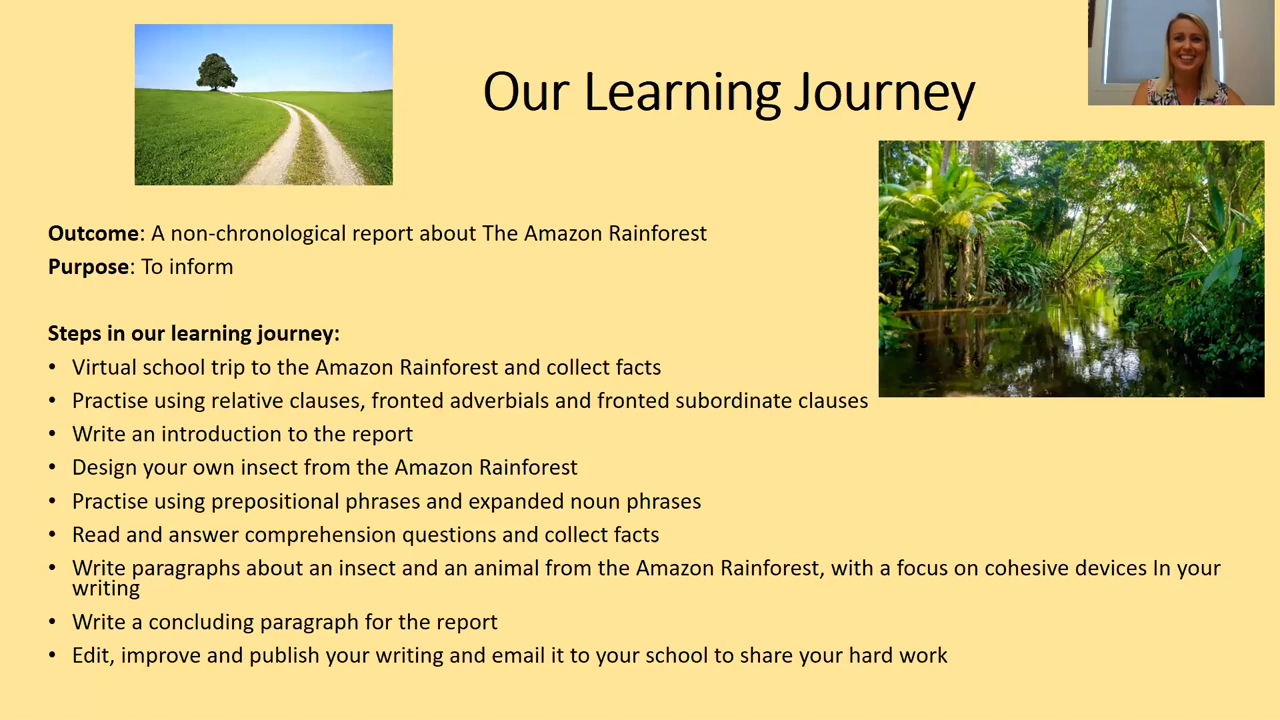 Our Learning Journey
Outcome: A non-chronological report about The Amazon Rainforest
Purpose: To inform
Steps in our learning journey:
• Virtual school trip to the Amazon Rainforest and collect facts
• Practise using relative clauses, fronted adverbials and fronted subordinate clauses
• Write an introduction to the report
• Design your own insect from the Amazon Rainforest
• Practise using prepositional phrases and expanded noun phrases
• Read and answer comprehension questions and collect facts
• Write paragraphs about an insect and an animal from the Amazon Rainforest, with a focus on cohesive devices In your
writing
• Write a concluding paragraph for the report
• Edit, improve and publish your writing and email it to your school to share your hard work